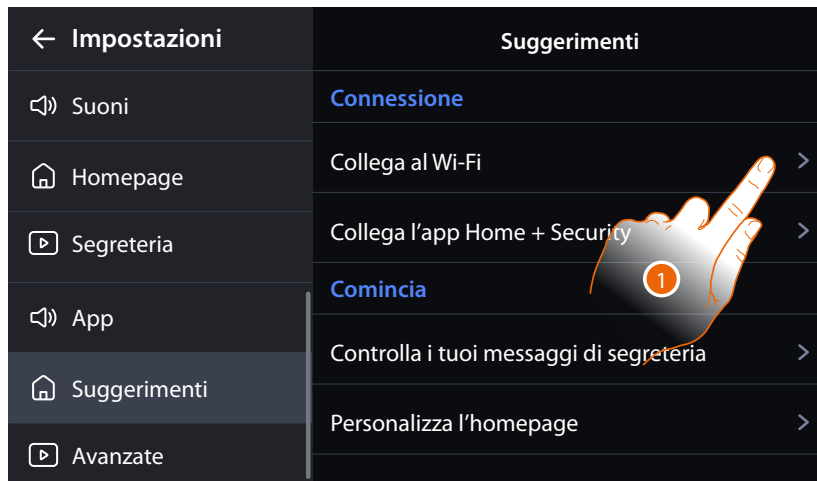 Impostazioni
Suoni
Homepage
Segreteria
App
Suggerimenti
Avanzate
Suggerimenti
Connessione
Collega al Wi-Fi
Collega l’app Home + Security
Comincia
1
Controlla i tuoi messaggi di segreteria
Personalizza l’homepage